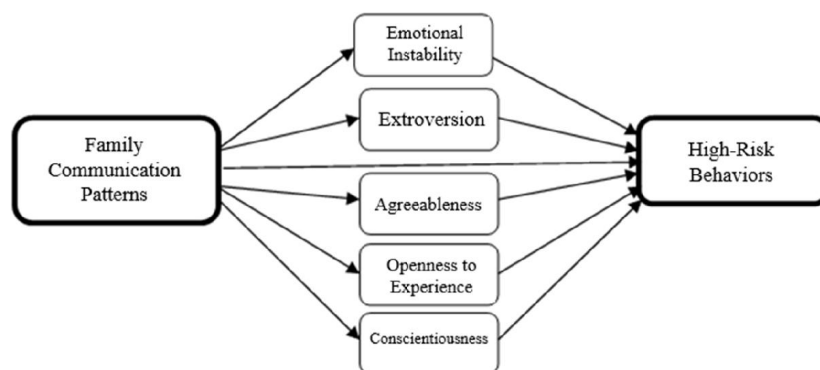 Emotional
Instability
Extroversion
Family
Communication
Patterns
High-Risk
Behaviors
Agreeableness
Openness to
Experience
Conscientiousness